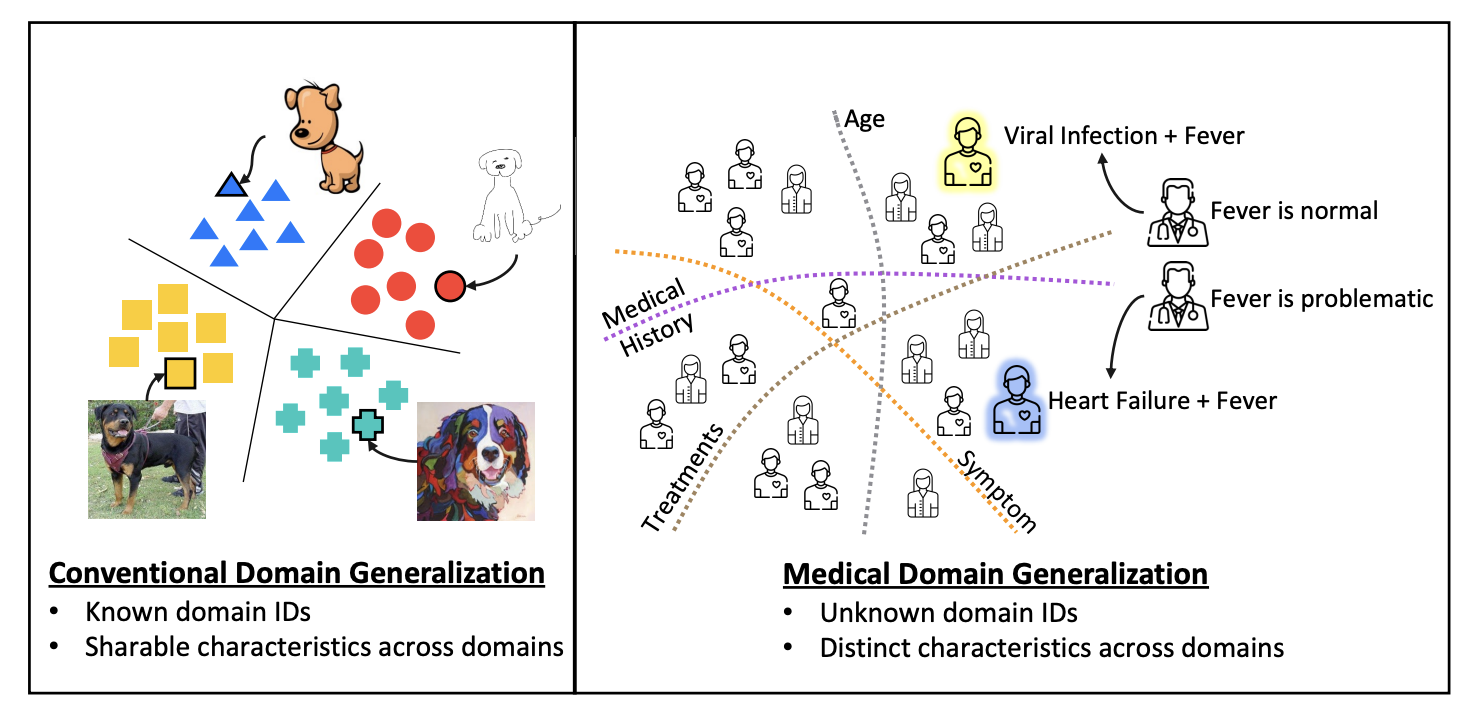 Conventional Domain Generalization
• Known domain IDs
• Sharable characteristics across domains
Age
Viral Infection + Fever
Fever is normal
Fever is problematic
Heart Failure + Fever
Medical
History
Treatments
Symptom
Medical Domain Generalization
• Unknown domain IDs
• Distinct characteristics across domains